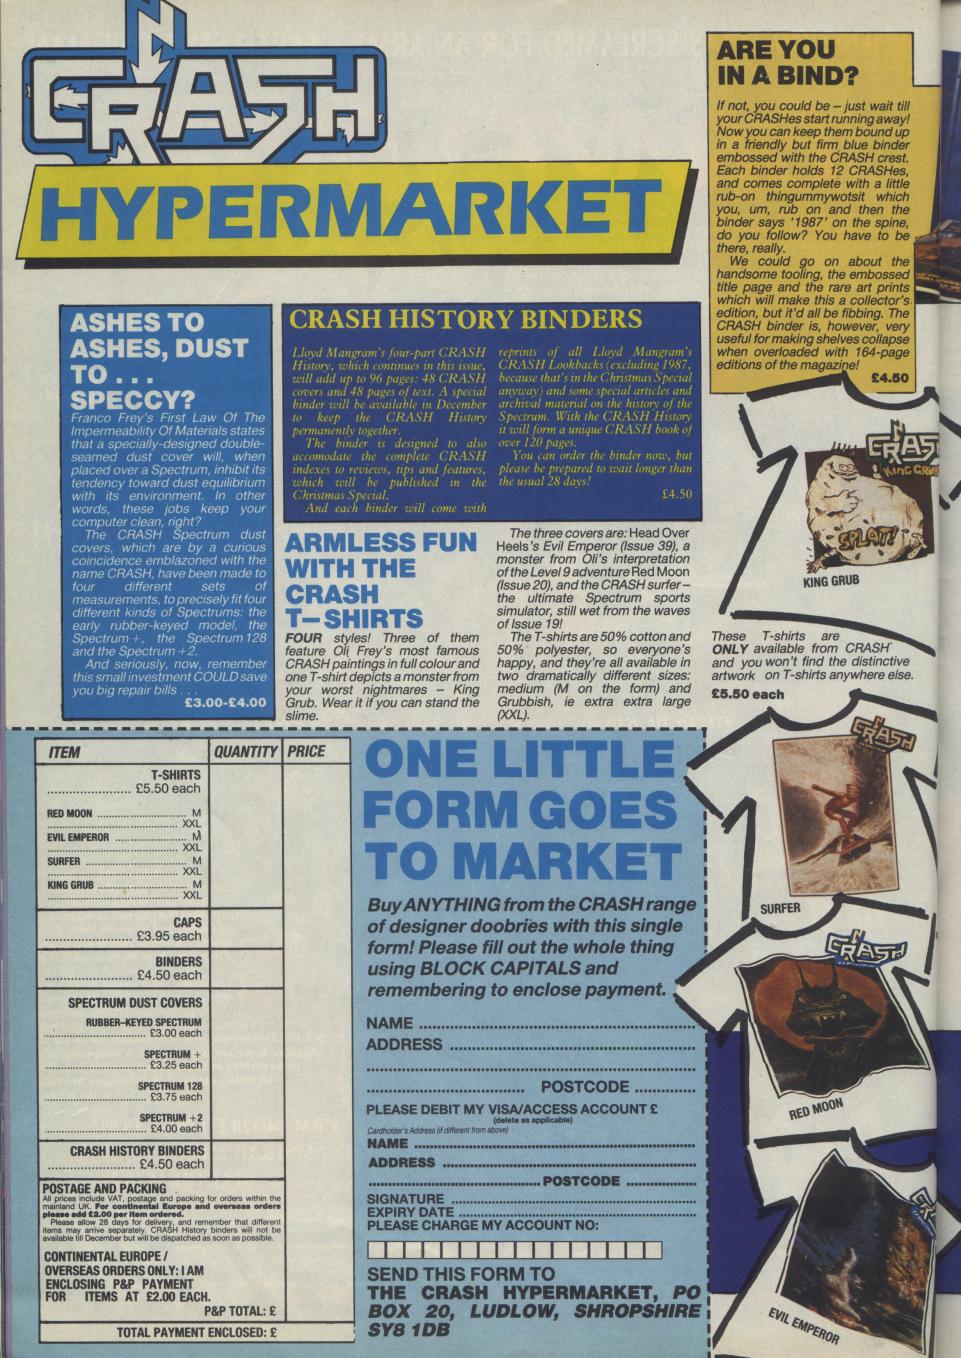 CRASH
HYPERMARKET
ARE YOU
IN A BIND?
If not, you could be – just wait till
your CRASHes start running away!
Now you can keep them bound up
in a friendly but firm blue binder
embossed with the CRASH crest.
Each binder holds 12 CRASHes,
and comes complete with a little
rub-on thingummywotsit which
you, um, rub on and then the
binder says '1987' on the spine,
do you follow? You have to be
there, really.
We could go on about the
handsome tooling, the embossed
title page and the rare art prints
which will make this a collector's
edition, but it'd all be fibbing. The
CRASH binder is, however, very
useful for making shelves collapse
when overloaded with 164-page
editions of the magazine!
£4.50
ASHES TO
ASHES, DUST
TO . . .
SPECCY?
Franco Frey's First Law Of The
Impermeability Of Materials states
that a specially-designed double-
seamed dust cover will, when
placed over a Spectrum, inhibit its
tendency toward dust equilibrium
with its environment. In other
words, these jobs keep your
computer clean, right?
The CRASH Spectrum dust
covers, which are by a curious
coincidence emblazoned with the
name CRASH, have been made to
four different sets of
measurements, to precisely fit four
different kinds of Spectrums: the
early rubber-keyed model, the
Spectrum +, the Spectrum 128
and the Spectrum +2.
And seriously, now, remember
this small investment COULD save
you big repair bills . . .
£3.00-£4.00
CRASH HISTORY BINDERS
Lloyd Mangram's four-part CRASH
History, which continues in this issue,
will add up to 96 pages: 48 CRASH
covers and 48 pages of text. A special
binder will be available in December
to keep the CRASH History
permanently together.
The binder is designed to also
accomodate the complete CRASH
indexes to reviews, tips and features,
which will be published in the
Christmas Special.
And each binder will come with
reprints of all Lloyd Mangram's
CRASH Lookbacks (excluding 1987,
because that's in the Christmas Special
anyway) and some special articles and
archival material on the history of the
Spectrum. With the CRASH History
it will form a unique CRASH book of
over 120 pages.
You can order the binder now, but
please be prepared to wait longer than
the usual 28 days!
£4.50
ARMLESS FUN
WITH THE
CRASH
T–SHIRTS
FOUR styles! Three of them
feature Oli Frey's most famous
CRASH paintings in full colour and
one T-shirt depicts a monster from
your worst nightmares – King
Grub. Wear it if you can stand the
slime.
The three covers are: Head Over
Heels's Evil Emperor (Issue 39), a
monster from Oli's interpretation
of the Level 9 adventure Red Moon
(Issue 20), and the CRASH surfer –
the ultimate Spectrum sports
simulator, still wet from the waves
of Issue 19!
The T-shirts are 50% cotton and
50% polyester, so everyone's
happy, and they're all available in
two dramatically different sizes:
medium (M on the form) and
Grubbish, ie extra extra large
(XXL).
CRAS
KING GRUB
SPLAT!
KING GRUB
These T-shirts are
ONLY available from CRASH
and you won't find the distinctive
artwork on T-shirts anywhere else.
£5.50 each
CRASH
SURFER
CRASH
RED MOON
EVIL EMPEROR
ITEM QUANTITY PRICE
T-SHIRTS
..................... £5.50 each
RED MOON ............................. M
.......................................... XXL
EVIL EMPEROR ....................... M
.......................................... XXL
SURFER ................................. M
.......................................... XXL
KING GRUB ............................ M
.......................................... XXL
CAPS
...................... £3.95 each
BINDERS
...................... £4.50 each
SPECTRUM DUST COVERS
RUBBER–KEYED SPECTRUM
................................ £3.00 each
SPECTRUM +
................................ £3.25 each
SPECTRUM 128
................................ £3.75 each
SPECTRUM +2
................................ £4.00 each
CRASH HISTORY BINDERS
...................... £4.50 each
POSTAGE AND PACKING
All prices include VAT, postage and packing for orders within the
mainland UK. For continental Europe and overseas orders
please add £2.00 per item ordered.
Please allow 28 days for delivery, and remember that different
items may arrive separately. CRASH History binders will not be
available till December but will be dispatched as soon as possible.
CONTINENTAL EUROPE /
OVERSEAS ORDERS ONLY: I AM
ENCLOSING P&P PAYMENT
FOR ITEMS AT £2.00 EACH.
P&P TOTAL: £
TOTAL PAYMENT ENCLOSED: £
ONE LITTLE
FORM GOES
TO MARKET
Buy ANYTHING from the CRASH range
of designer doobries with this single
form! Please fill out the whole thing
using BLOCK CAPITALS and
remembering to enclose payment.
NAME ..............................................
ADDRESS ..............................................
..............................................
.............................. POSTCODE ............
PLEASE DEBIT MY VISA/ACCESS ACCOUNT £
(delete as applicable)
Cardholder's Address (if different from above) :
NAME ..............................................
ADDRESS ..............................................
.............................. POSTCODE ............
SIGNATURE ..............................................
EXPIRY DATE ..............................................
PLEASE CHARGE MY ACCOUNT NO:
SEND THIS FORM TO
THE CRASH HYPERMARKET, PO
BOX 20, LUDLOW, SHROPSHIRE
SY8 1DB